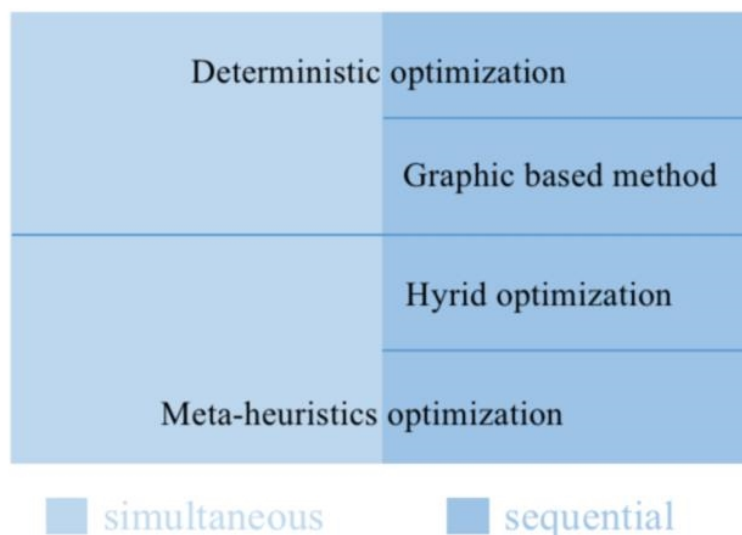 Deterministic optimization
Graphic based method
Hyrid optimization
Meta-heuristics optimization
simultaneous
sequential